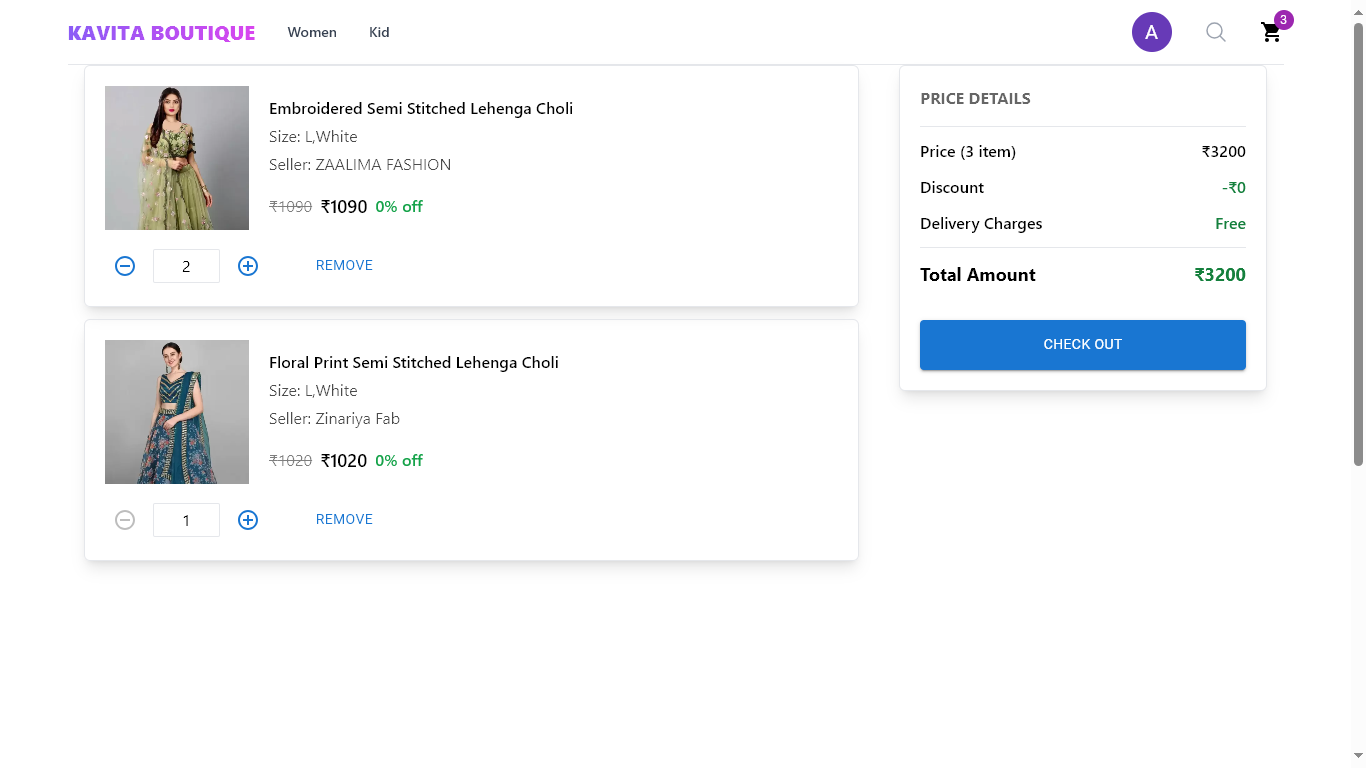 KAVITA BOUTIQUE Women Kid A 3
Embroidered Semi Stitched Lehenga Choli
Size: L,White
Seller: ZAALIMA FASHION
₹1090 ₹1090 0% off
2 REMOVE
Floral Print Semi Stitched Lehenga Choli
Size: L,White
Seller: Zinariya Fab
₹1020 ₹1020 0% off
1 REMOVE
PRICE DETAILS
Price (3 item) ₹3200
Discount -₹0
Delivery Charges Free
Total Amount ₹3200
CHECK OUT